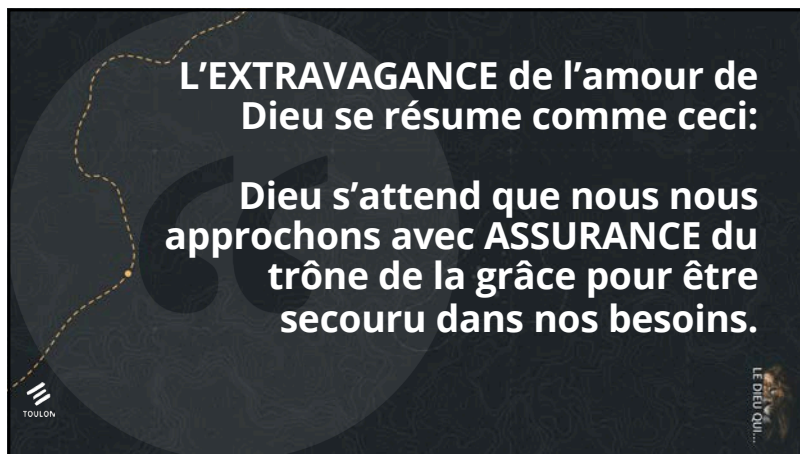 L’EXTRAVAGANCE de l’amour de
Dieu se résume comme ceci:
Dieu s’attend que nous nous
approchons avec ASSURANCE du
trône de la grâce pour être
secouru dans nos besoins.
TOULON
LE DIEU QUI...